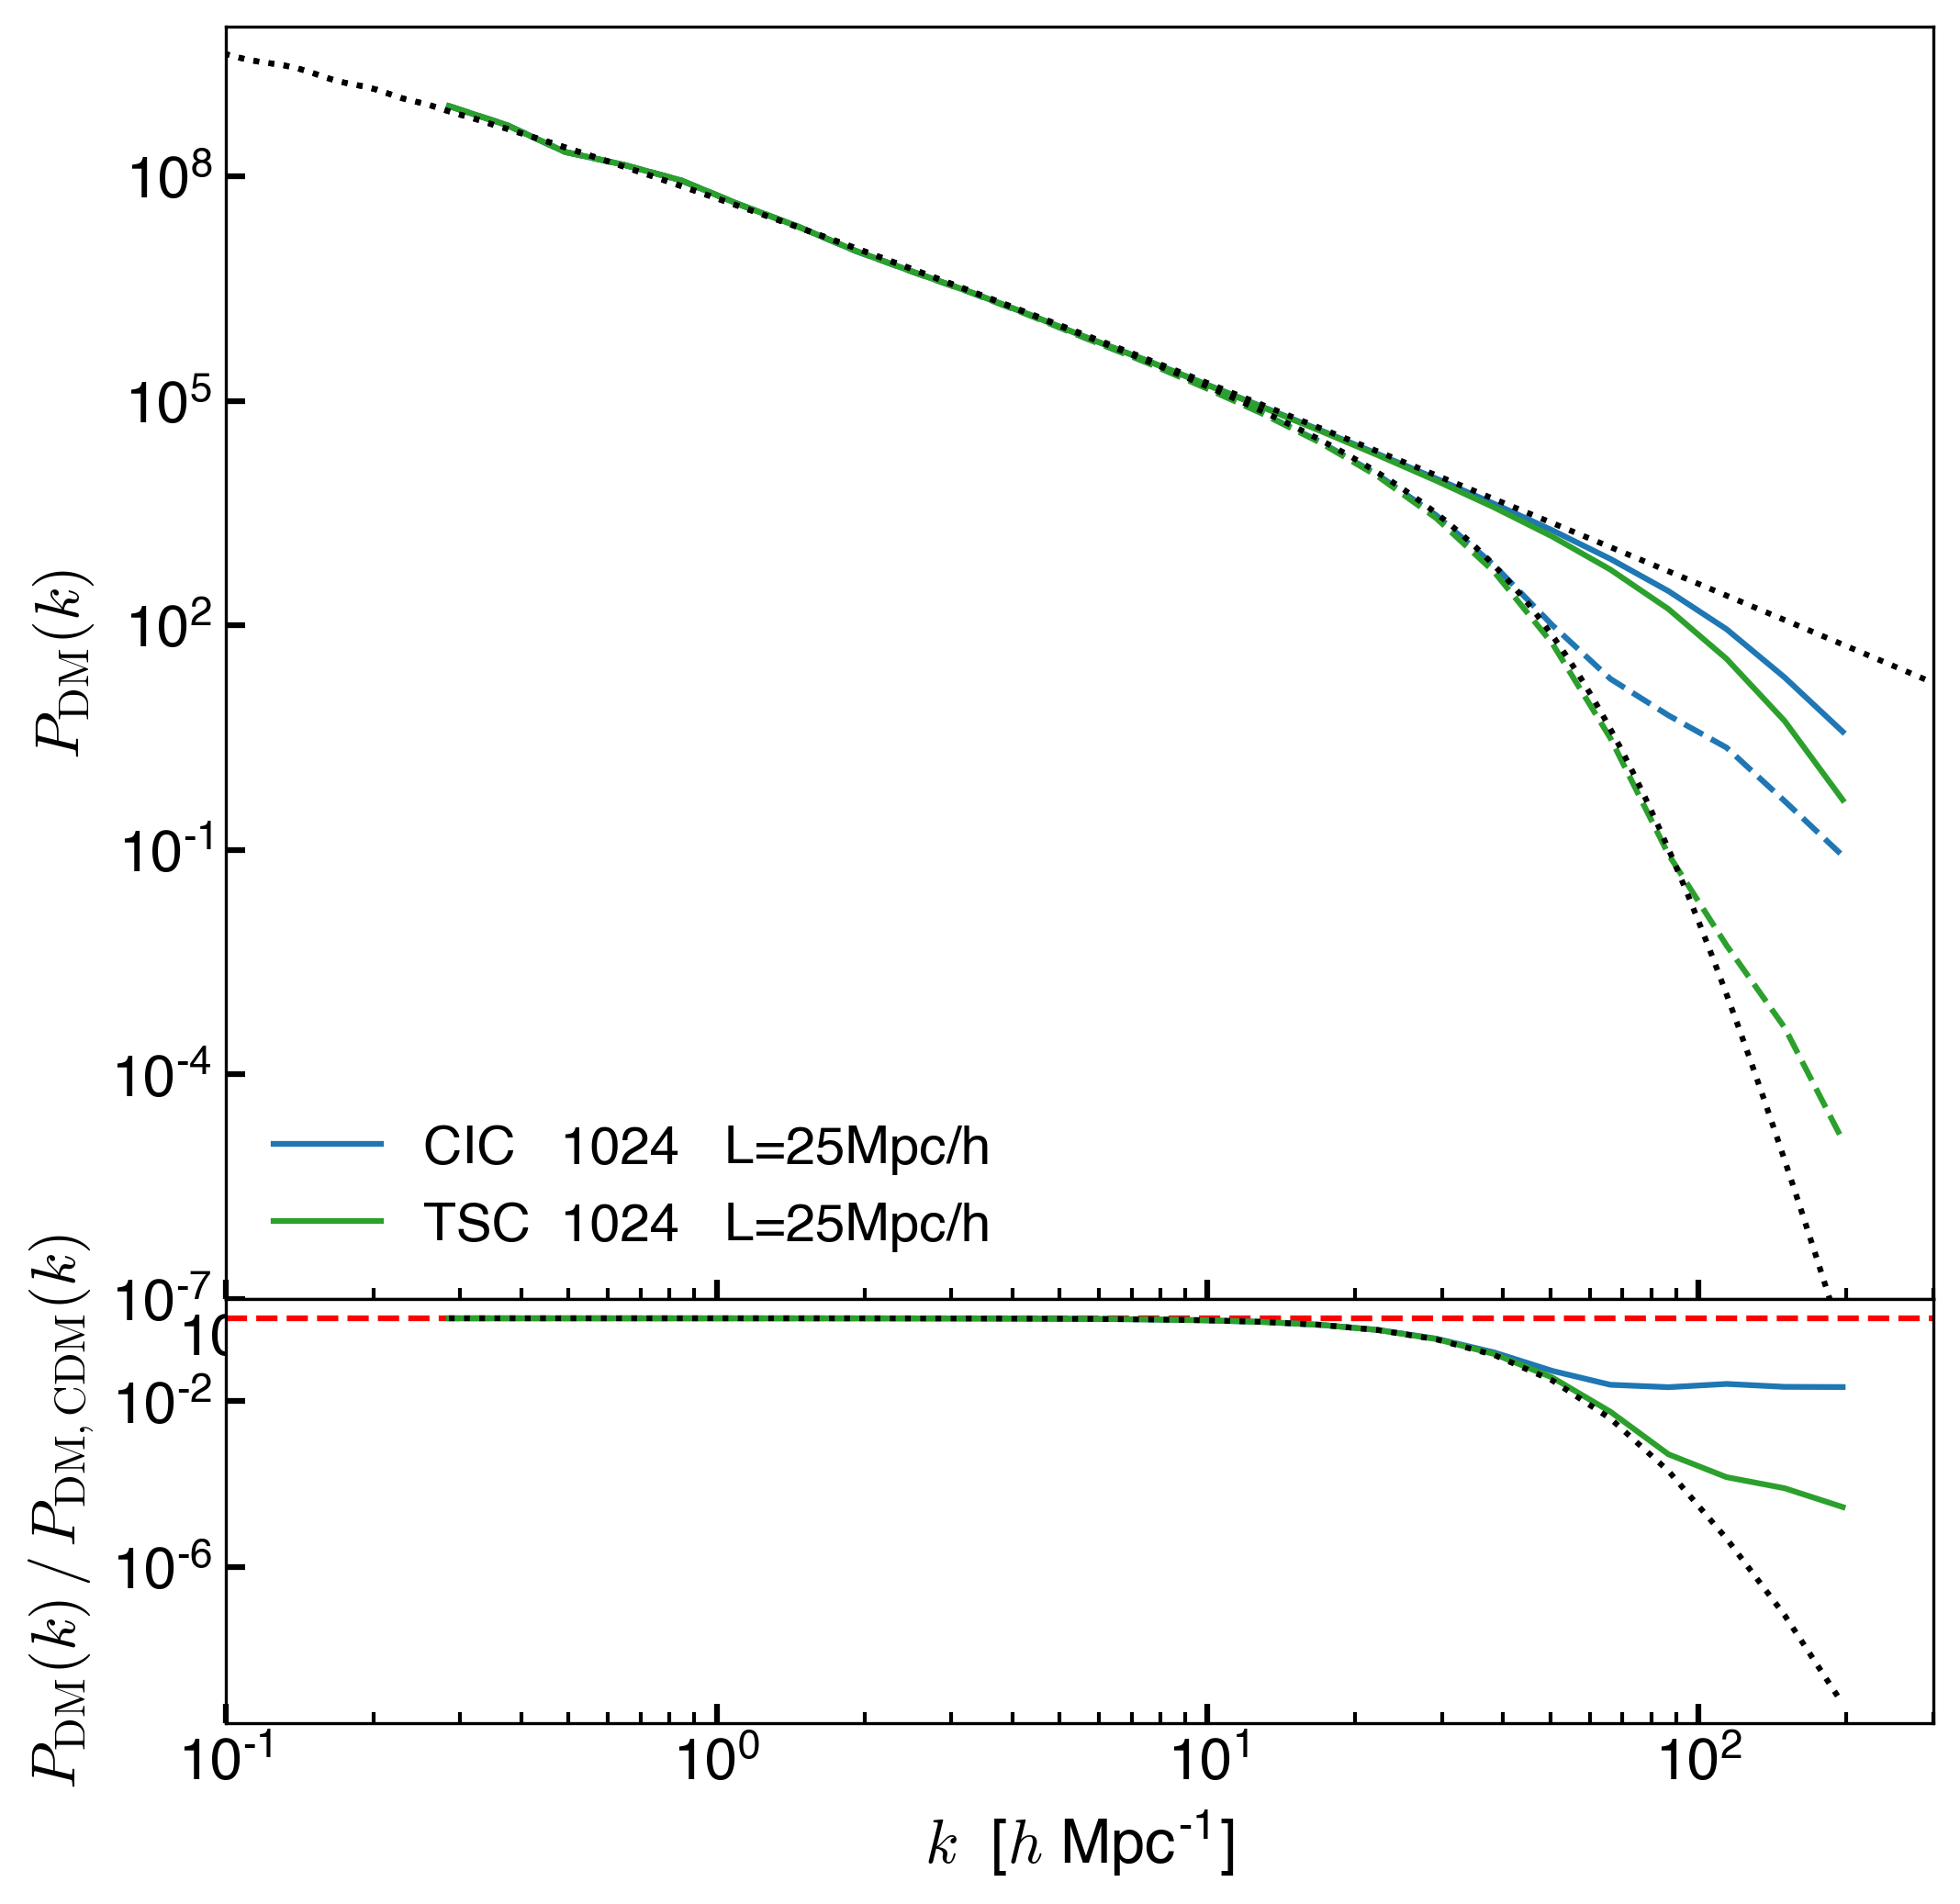 P_DM(k)
10^8
10^5
10^2
10^-1
10^-4
10^-7
CIC 1024 L=25Mpc/h
TSC 1024 L=25Mpc/h
P_DM(k) / P_DM,CDM(k)
10
10^-2
10^-6
10^-1 10^0 10^1 10^2
k [h Mpc^-1]